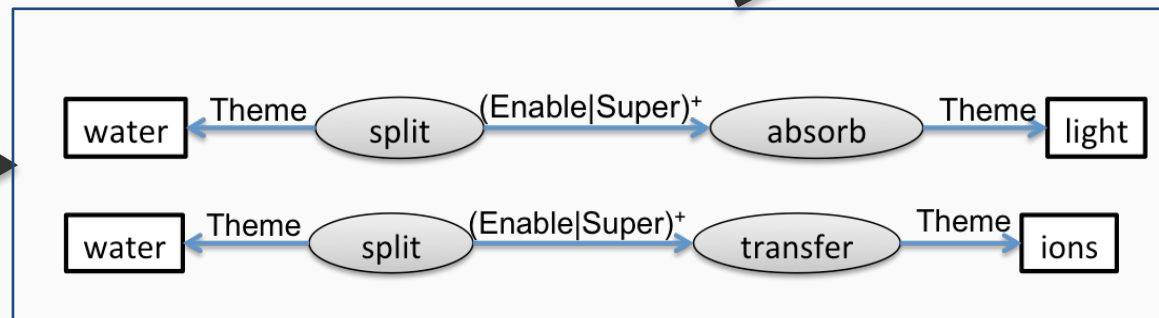 water Theme split (Enable|Super)+ absorb Theme light
water Theme split (Enable|Super)+ transfer Theme ions